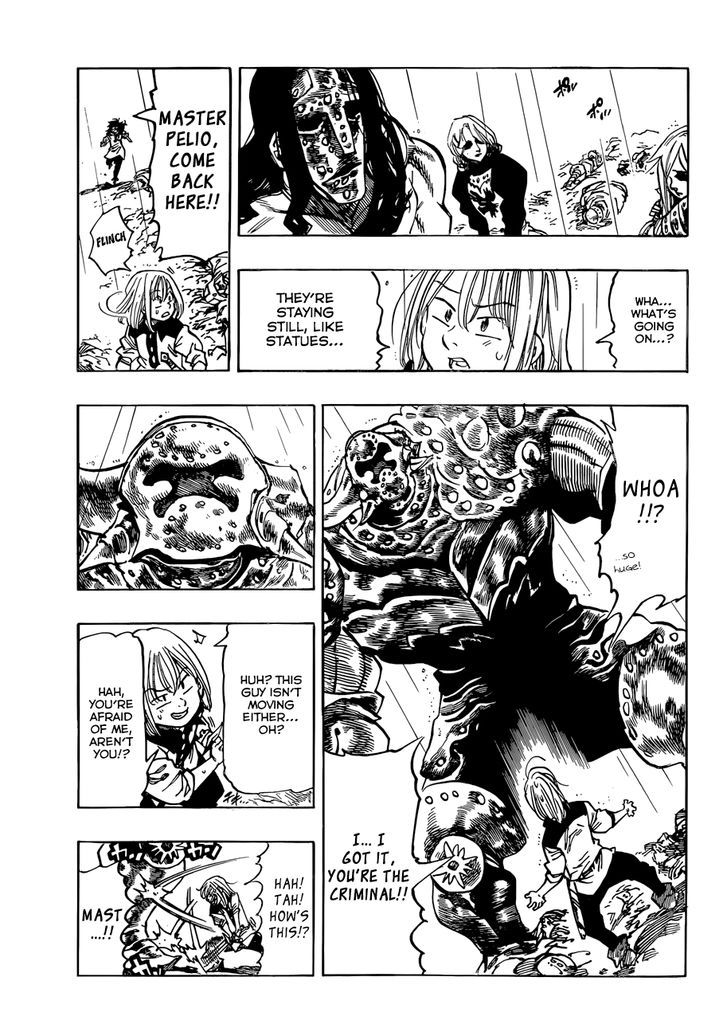 ポ
ポ
WHA...
WHAT'S
GOING
ON...?
THEY'RE
STAYING
STILL, LIKE
STATUES...
MASTER
PELIO,
COME
BACK
HERE!!
FLINCH
WHOA
!!?
...SO
HUGE!
I... I
GOT IT,
YOU'RE THE
CRIMINAL!!
HUH? THIS
GUY ISN'T
MOVING
EITHER...
OH?
HAH,
YOU'RE
AFRAID
OF ME,
AREN'T
YOU!?
HAH!
TAH!
HOW'S
THIS!?
MAST
...!!